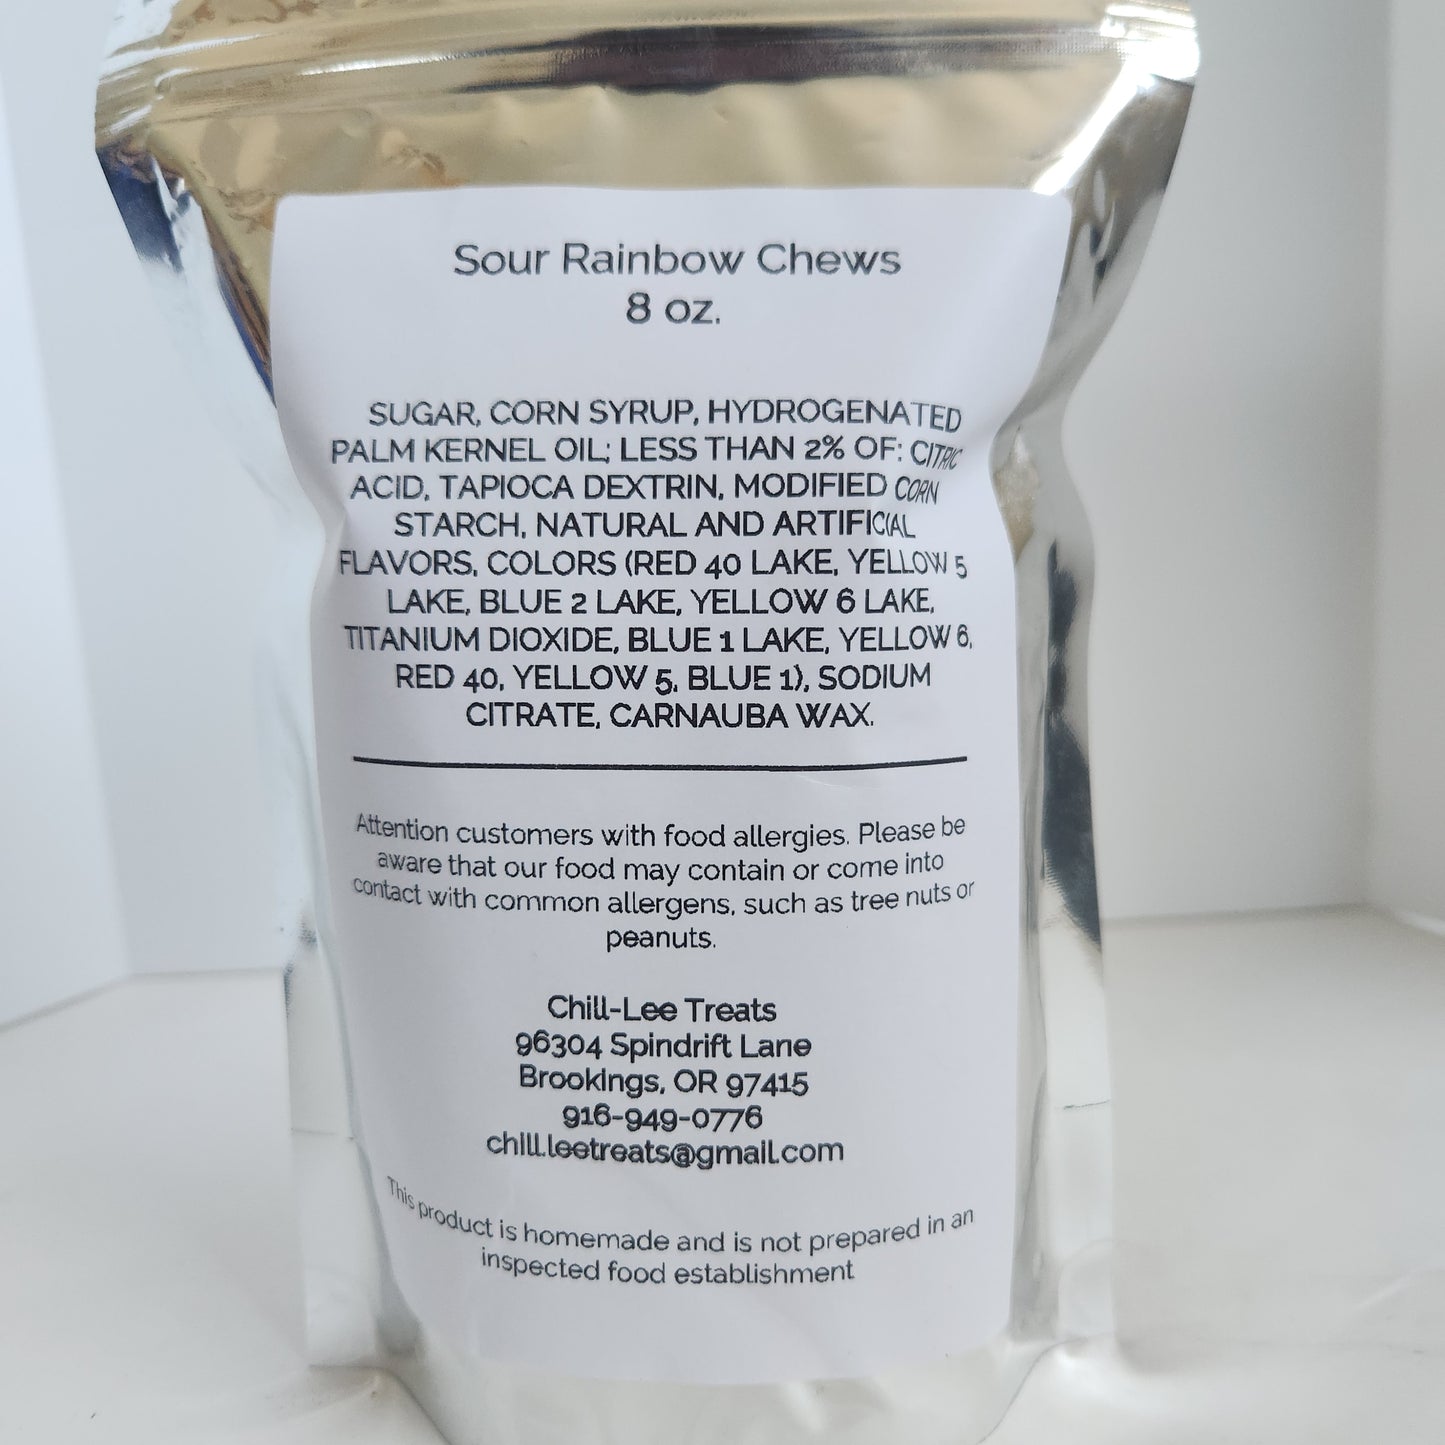 Sour Rainbow Chews
8 oz.
SUGAR, CORN SYRUP, HYDROGENATED
PALM KERNEL OIL; LESS THAN 2% OF: CITRIC
ACID, TAPIOCA DEXTRIN, MODIFIED CORN
STARCH, NATURAL AND ARTIFICIAL
FLAVORS, COLORS (RED 40 LAKE, YELLOW 5
LAKE, BLUE 2 LAKE, YELLOW 6 LAKE,
TITANIUM DIOXIDE, BLUE 1 LAKE, YELLOW 6,
RED 40, YELLOW 5, BLUE 1), SODIUM
CITRATE, CARNAUBA WAX.
Attention customers with food allergies. Please be
aware that our food may contain or come into
contact with common allergens, such as tree nuts or
peanuts.
Chill-Lee Treats
96304 Spindrift Lane
Brookings, OR 97415
916-949-0776
chill.leetreats@gmail.com
This product is homemade and is not prepared in an
inspected food establishment